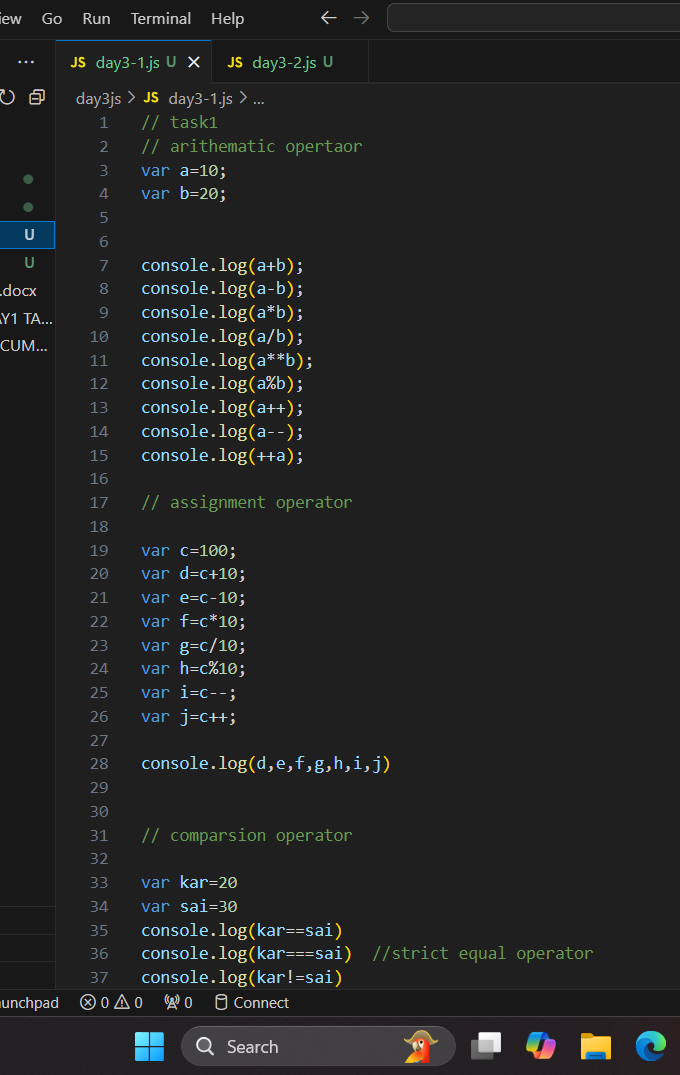 iew Go Run Terminal Help
JS day3-1.js U
JS day3-2.js U
day3js > JS day3-1.js > ...
U
U
.docx
AY1 TA...
CUM...
1 // task1
2 // arithematic opertaor
3 var a=10;
4 var b=20;
5
6
7 console.log(a+b);
8 console.log(a-b);
9 console.log(a*b);
10 console.log(a/b);
11 console.log(a**b);
12 console.log(a%b);
13 console.log(a++);
14 console.log(a--);
15 console.log(++a);
16
17 // assignment operator
18
19 var c=100;
20 var d=c+10;
21 var e=c-10;
22 var f=c*10;
23 var g=c/10;
24 var h=c%10;
25 var i=c--;
26 var j=c++;
27
28 console.log(d,e,f,g,h,i,j)
29
30
31 // comparsion operator
32
33 var kar=20
34 var sai=30
35 console.log(kar==sai)
36 console.log(kar===sai) //strict equal operator
37 console.log(kar!=sai)
aunchpad 0 0 0 Connect
Search